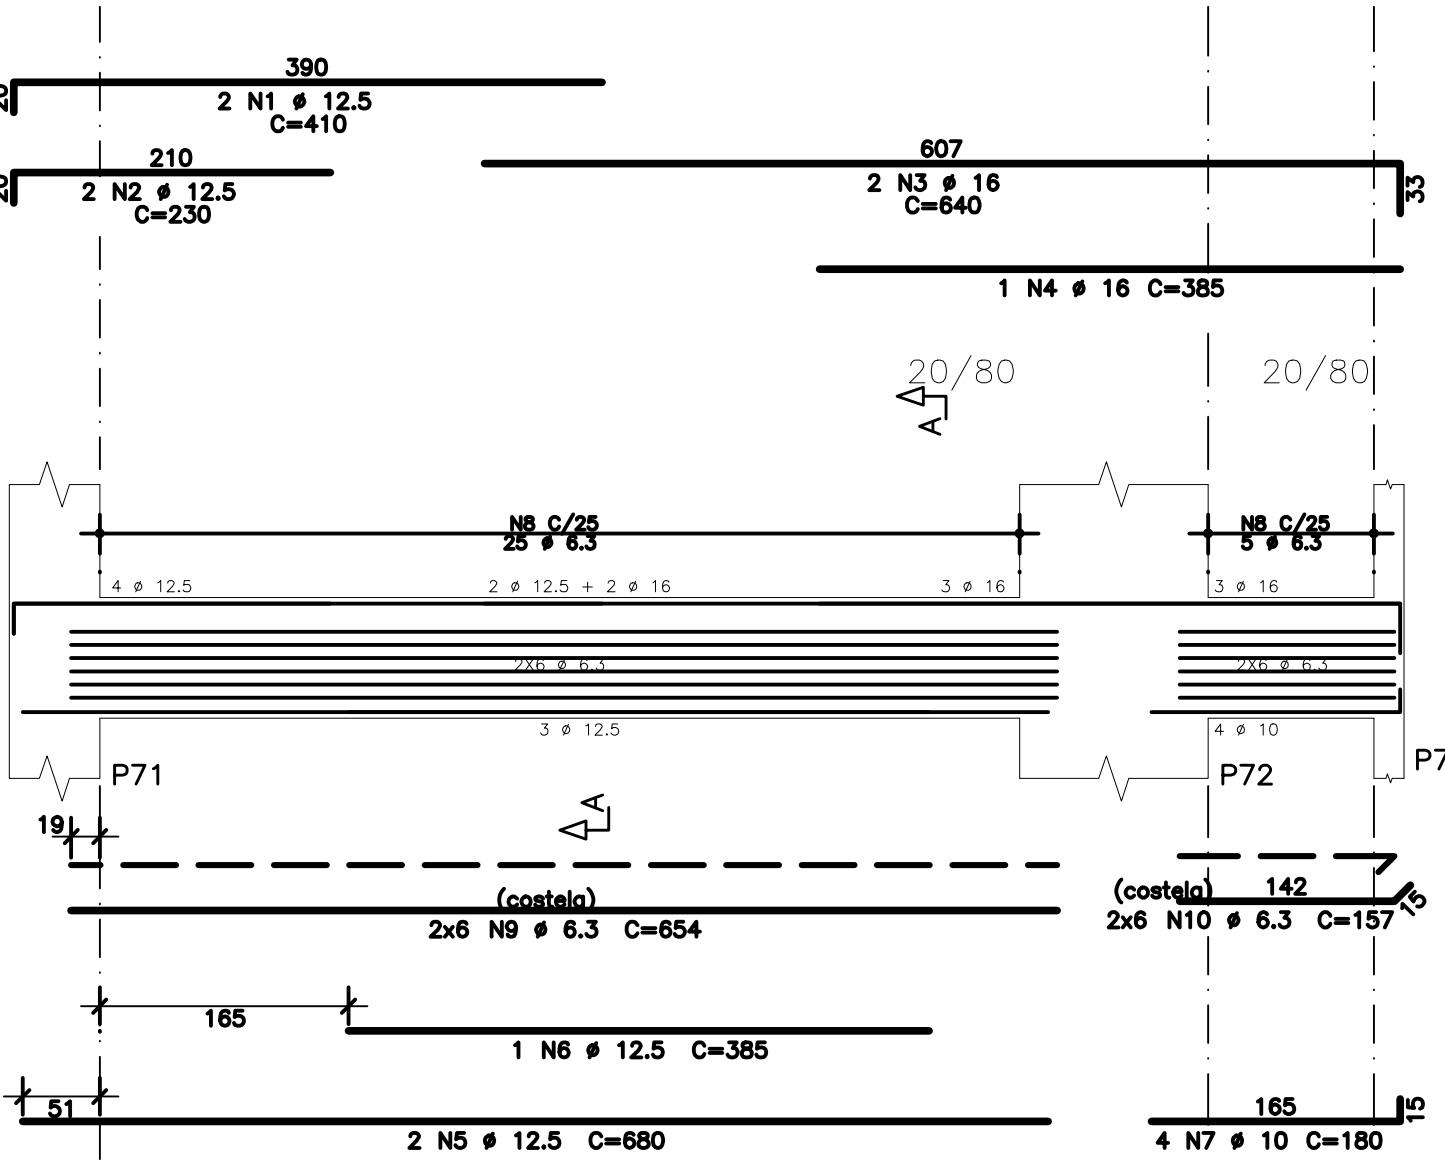 390
20
2 N1 ø 12.5
C=410
210
20
2 N2 ø 12.5
C=230
607
2 N3 ø 16
33
C=640
1 N4 ø 16 C=385
20/80 20/80
A
N8 C/25
25 ø 6.3
N8 C/25
5 ø 6.3
4 ø 12.5 2 ø 12.5 + 2 ø 16 3 ø 16 3 ø 16
2X6 ø 6.3 2X6 ø 6.3
3 ø 12.5 4 ø 10
P71 P72 P7
19
A
(costela)
2x6 N9 ø 6.3 C=654
(costela) 142
15
2x6 N10 ø 6.3 C=157
165
1 N6 ø 12.5 C=385
51
2 N5 ø 12.5 C=680
165
15
4 N7 ø 10 C=180